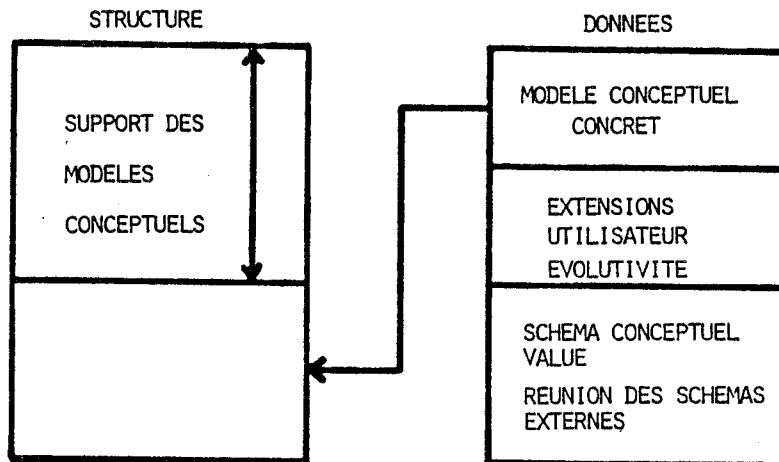 STRUCTURE
SUPPORT DES
MODELES
CONCEPTUELS
DONNEES
MODELE CONCEPTUEL
CONCRET
EXTENSIONS
UTILISATEUR
EVOLUTIVITE
SCHEMA CONCEPTUEL
VALUE
REUNION DES SCHEMAS
EXTERNES